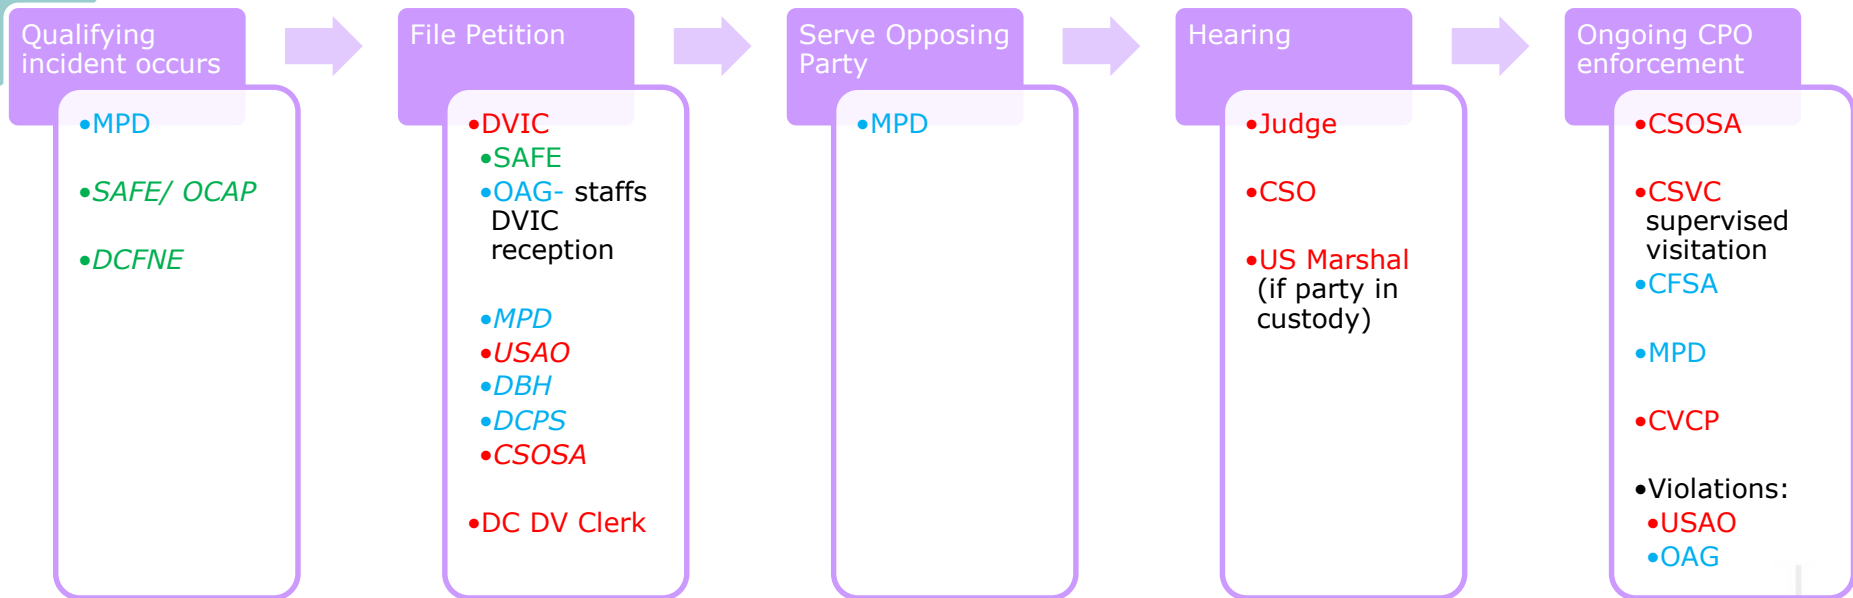 Qualifying
incident occurs
•MPD
•SAFE/ OCAP
•DCFNE
File Petition
•DVIC
•SAFE
•OAG- staffs
DVIC
reception
•MPD
•USAO
•DBH
•DCPS
•CSOSA
•DC DV Clerk
Serve Opposing
Party
•MPD
Hearing
•Judge
•CSO
•US Marshal
(if party in
custody)
Ongoing CPO
enforcement
•CSOSA
•CSVC
supervised
visitation
•CFSA
•MPD
•CVCP
•Violations:
•USAO
•OAG